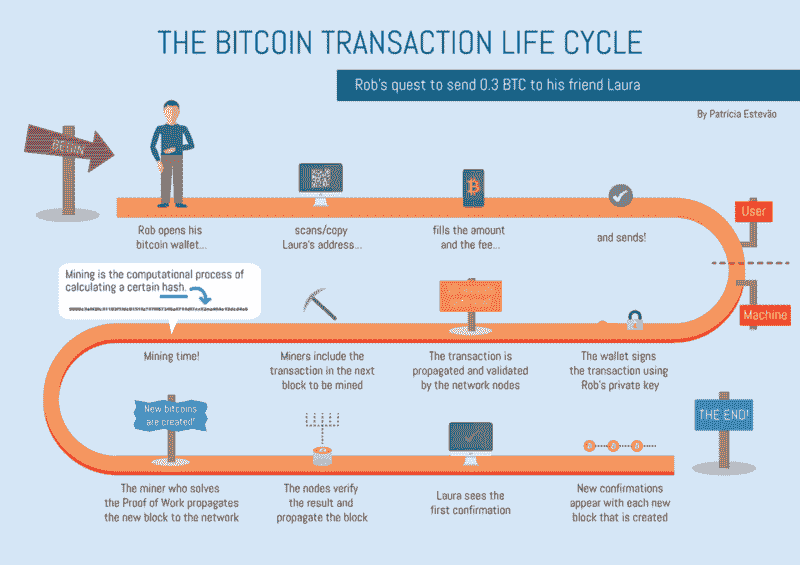 THE BITCOIN TRANSACTION LIFE CYCLE
Rob's quest to send 0.3 BTC to his friend Laura
By Patrícia Estevão
BEGIN
Rob opens his
bitcoin wallet...
scans/copy
Laura's address...
fills the amount
and the fee...
and sends!
User
Machine
The wallet signs
the transaction using
Rob's private key
The transaction is
propagated and validated
by the network nodes
Miners include the
transaction in the next
block to be mined
Mining is the computational process of
calculating a certain hash.
Mining time!
New bitcoins
are created!
The miner who solves
the Proof of Work propagates
the new block to the network
The nodes verify
the result and
propagate the block
Laura sees the
first confirmation
New confirmations
appear with each new
block that is created
THE END!